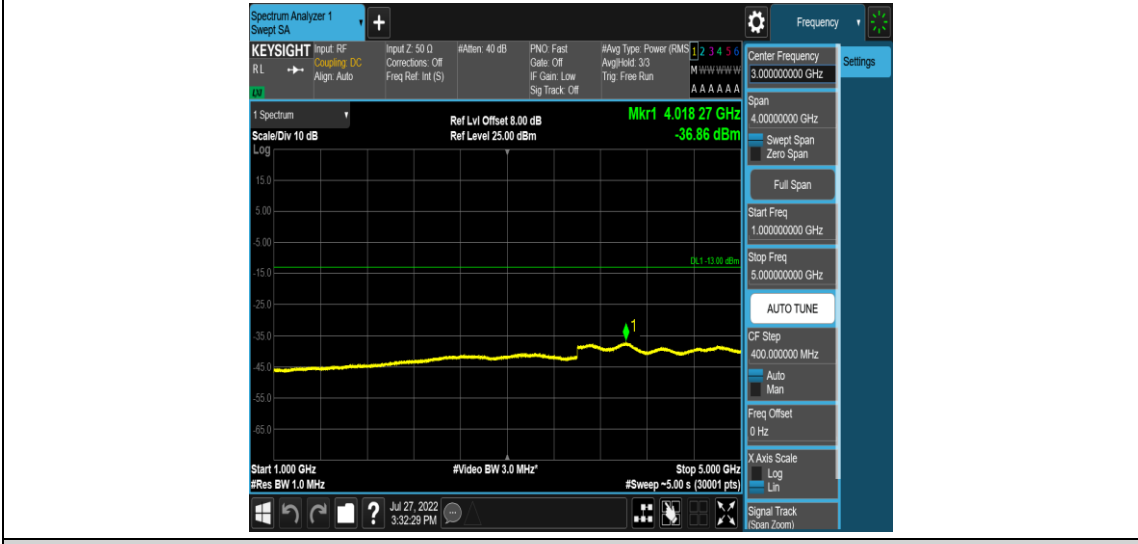 Spectrum Analyzer 1
Swept SA
+
Frequency
KEYSIGHT
RL
LXI
Input: RF
Coupling: DC
Align: Auto
Input Z: 50 Ω
Corrections: Off
Freq Ref: Int (S)
#Atten: 40 dB
PNO: Fast
Gate: Off
IF Gain: Low
Sig Track: Off
#Avg Type: Power (RMS
Avg|Hold: 3/3
Trig: Free Run
1 2 3 4 5 6
M W W W W W
A A A A A A
1 Spectrum
Scale/Div 10 dB
Log
Ref Lvl Offset 8.00 dB
Ref Level 25.00 dBm
Mkr1 4.018 27 GHz
-36.86 dBm
15.0
5.00
-5.00
-15.0
-25.0
-35.0
-45.0
-55.0
-65.0
DL1 -13.00 dBm
1
Start 1.000 GHz
#Res BW 1.0 MHz
#Video BW 3.0 MHz*
Stop 5.000 GHz
#Sweep ~5.00 s (30001 pts)
?
Jul 27, 2022
3:32:29 PM
Center Frequency
3.000000000 GHz
Settings
Span
4.00000000 GHz
Swept Span
Zero Span
Full Span
Start Freq
1.000000000 GHz
Stop Freq
5.000000000 GHz
AUTO TUNE
CF Step
400.000000 MHz
Auto
Man
Freq Offset
0 Hz
X Axis Scale
Log
Lin
Signal Track
(Span Zoom)